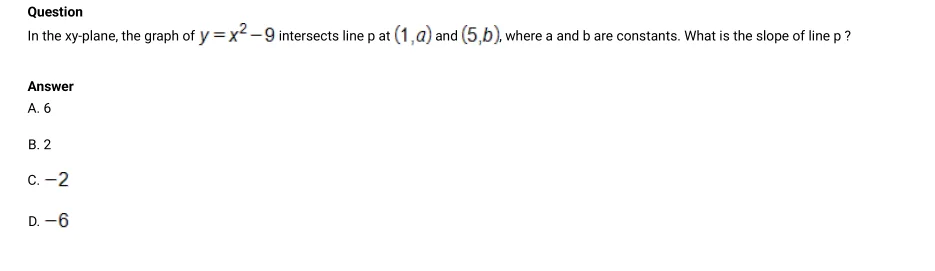 Question
In the xy-plane, the graph of y = x² − 9 intersects line p at (1,a) and (5,b), where a and b are constants. What is the slope of line p ?
Answer
A. 6
B. 2
C. −2
D. −6